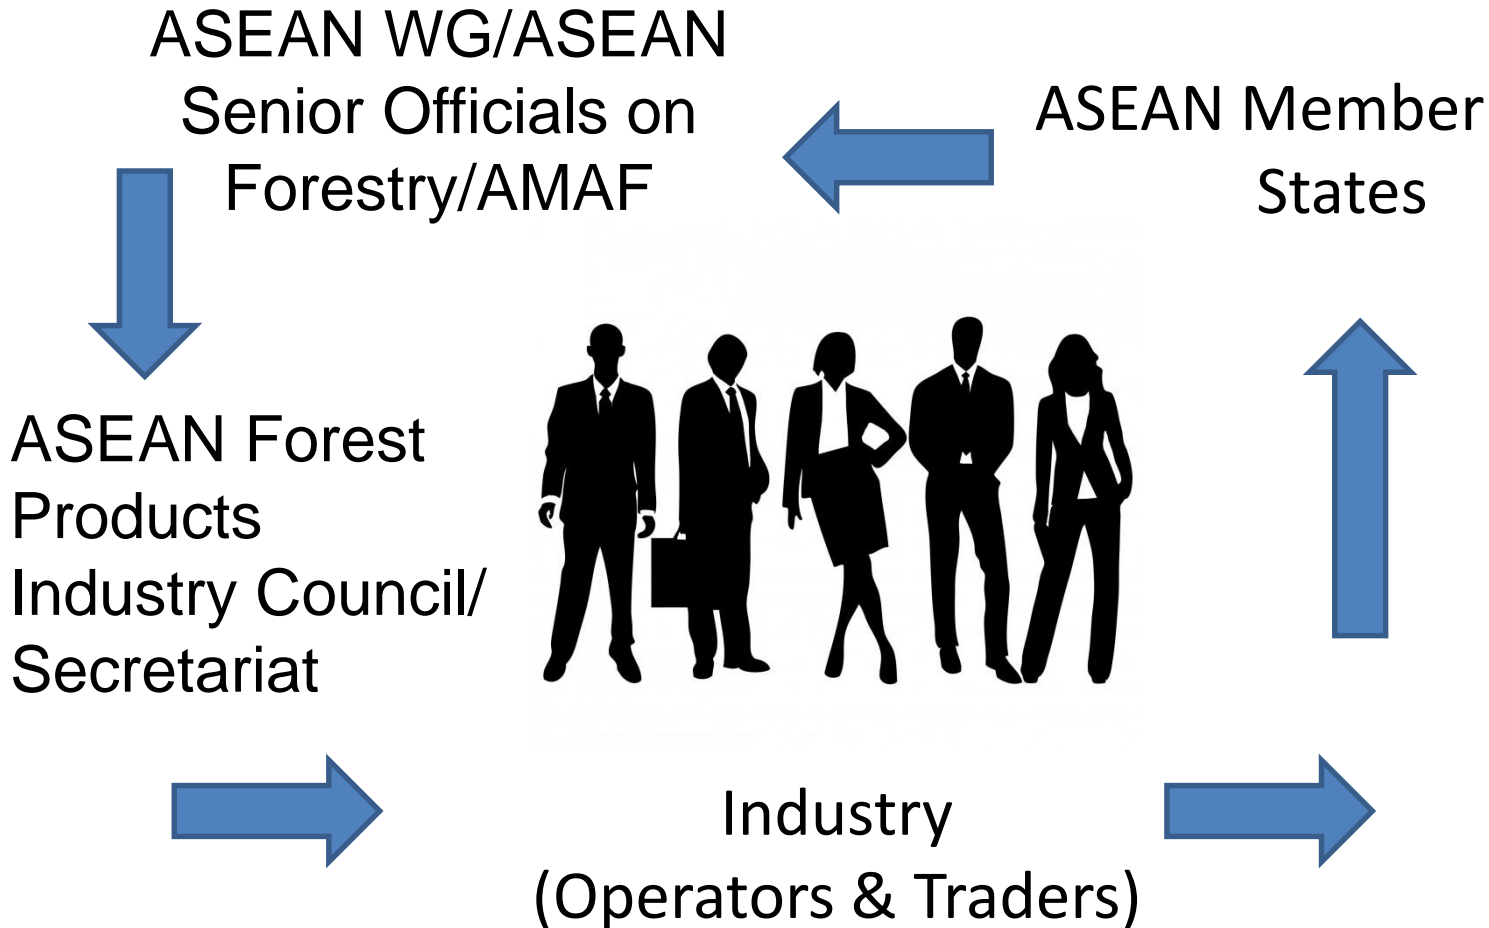 ASEAN WG/ASEAN
Senior Officials on
Forestry/AMAF
ASEAN Member
States
ASEAN Forest
Products
Industry Council/
Secretariat
Industry
(Operators & Traders)